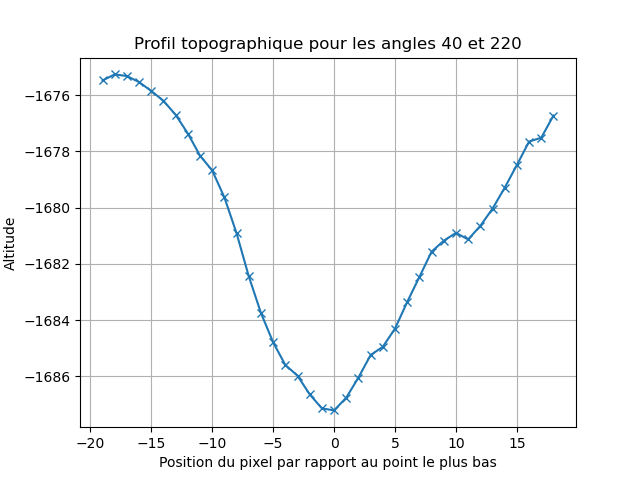 Profil topographique pour les angles 40 et 220
−1676
−1678
−1680
−1682
−1684
−1686
Altitude
−20 −15 −10 −5 0 5 10 15
Position du pixel par rapport au point le plus bas